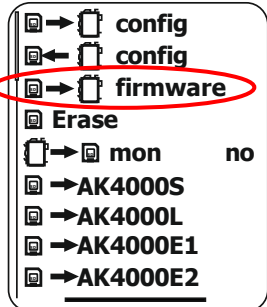 ➔ config
← config
➔ firmware
Erase
➔ mon no
➔AK4000S
➔AK4000L
➔AK4000E1
➔AK4000E2